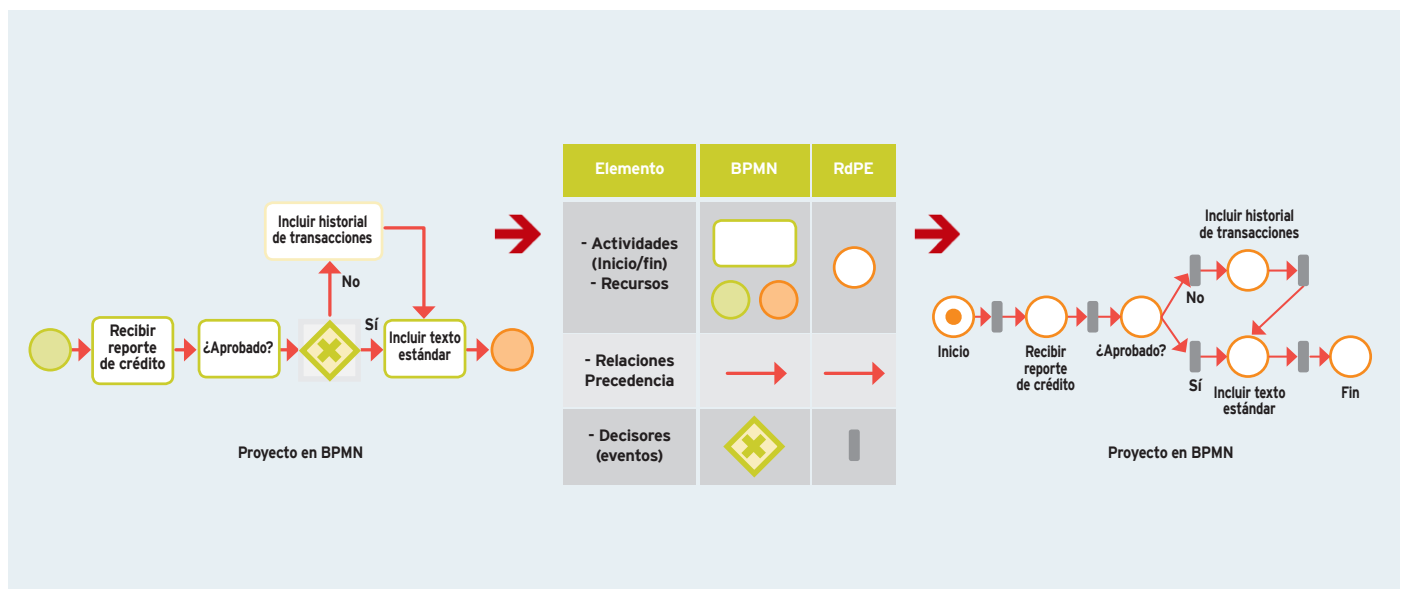 Incluir historial
de transacciones
No
Sí
Recibir
reporte
de crédito
¿Aprobado?
Incluir texto
estándar
Proyecto en BPMN
Elemento
BPMN
RdPE
- Actividades
(Inicio/fin)
- Recursos
- Relaciones
Precedencia
- Decisores
(eventos)
Incluir historial
de transacciones
No
Inicio
Recibir
reporte
de crédito
¿Aprobado?
Sí
Incluir texto
estándar
Fin
Proyecto en BPMN